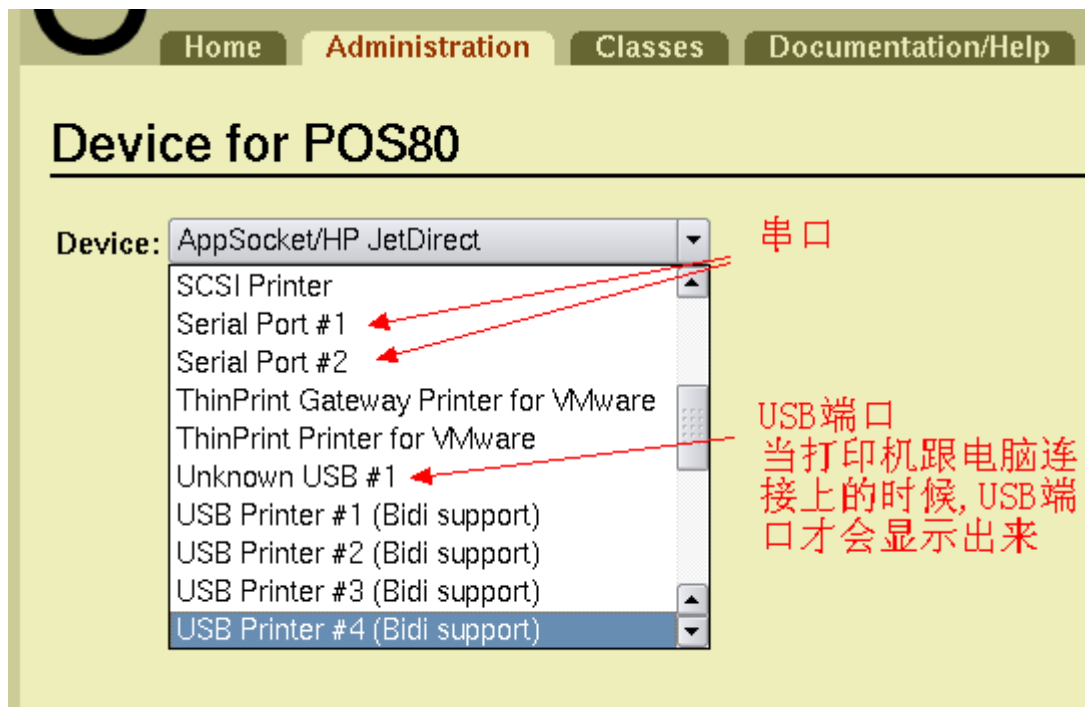 Home Administration Classes Documentation/Help
Device for POS80
Device: AppSocket/HP JetDirect
串口
SCSI Printer
Serial Port #1
Serial Port #2
ThinPrint Gateway Printer for VMware
ThinPrint Printer for VMware
Unknown USB #1
USB Printer #1 (Bidi support)
USB Printer #2 (Bidi support)
USB Printer #3 (Bidi support)
USB Printer #4 (Bidi support)
USB端口
当打印机跟电脑连
接上的时候,USB端
口才会显示出来